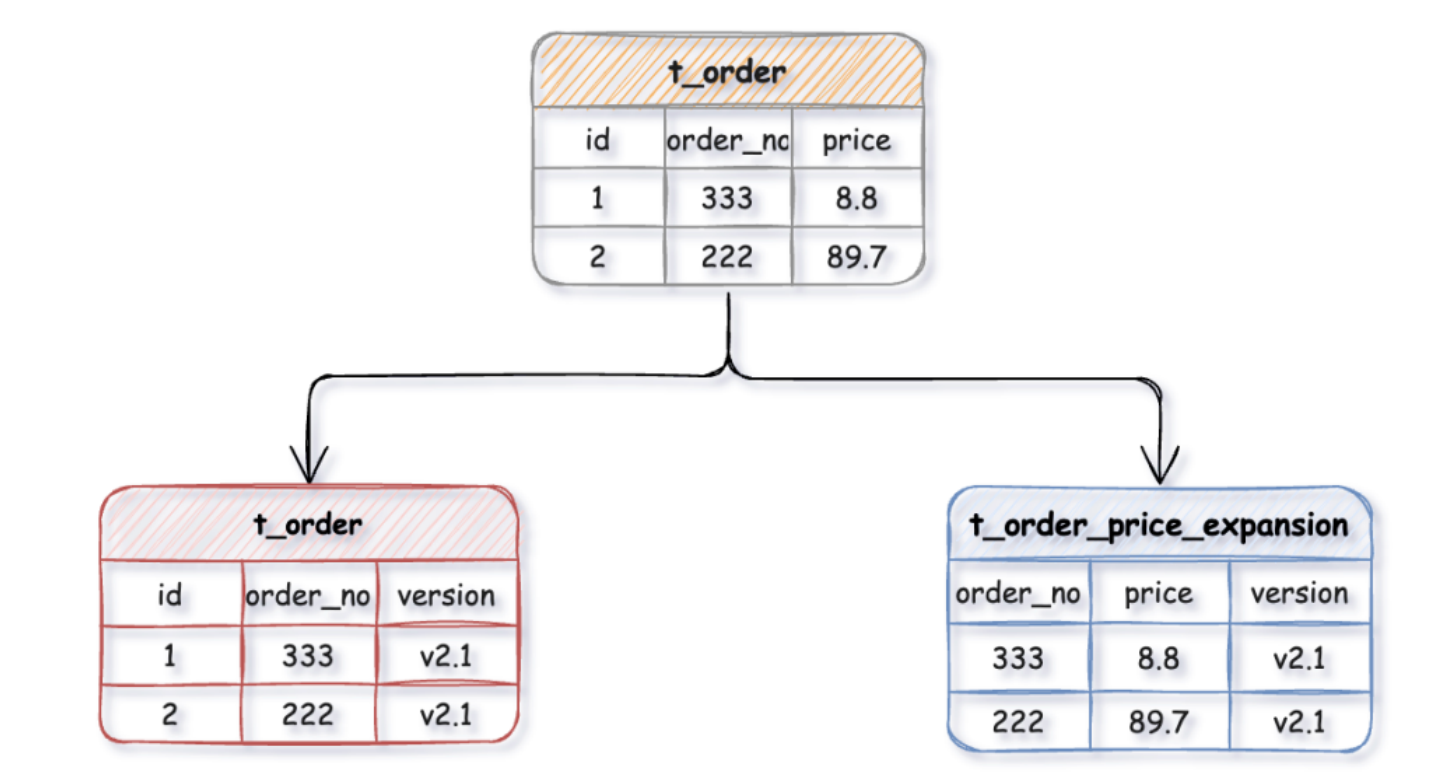 t_order
id order_no price
1 333 8.8
2 222 89.7
t_order
id order_no version
1 333 v2.1
2 222 v2.1
t_order_price_expansion
order_no price version
333 8.8 v2.1
222 89.7 v2.1